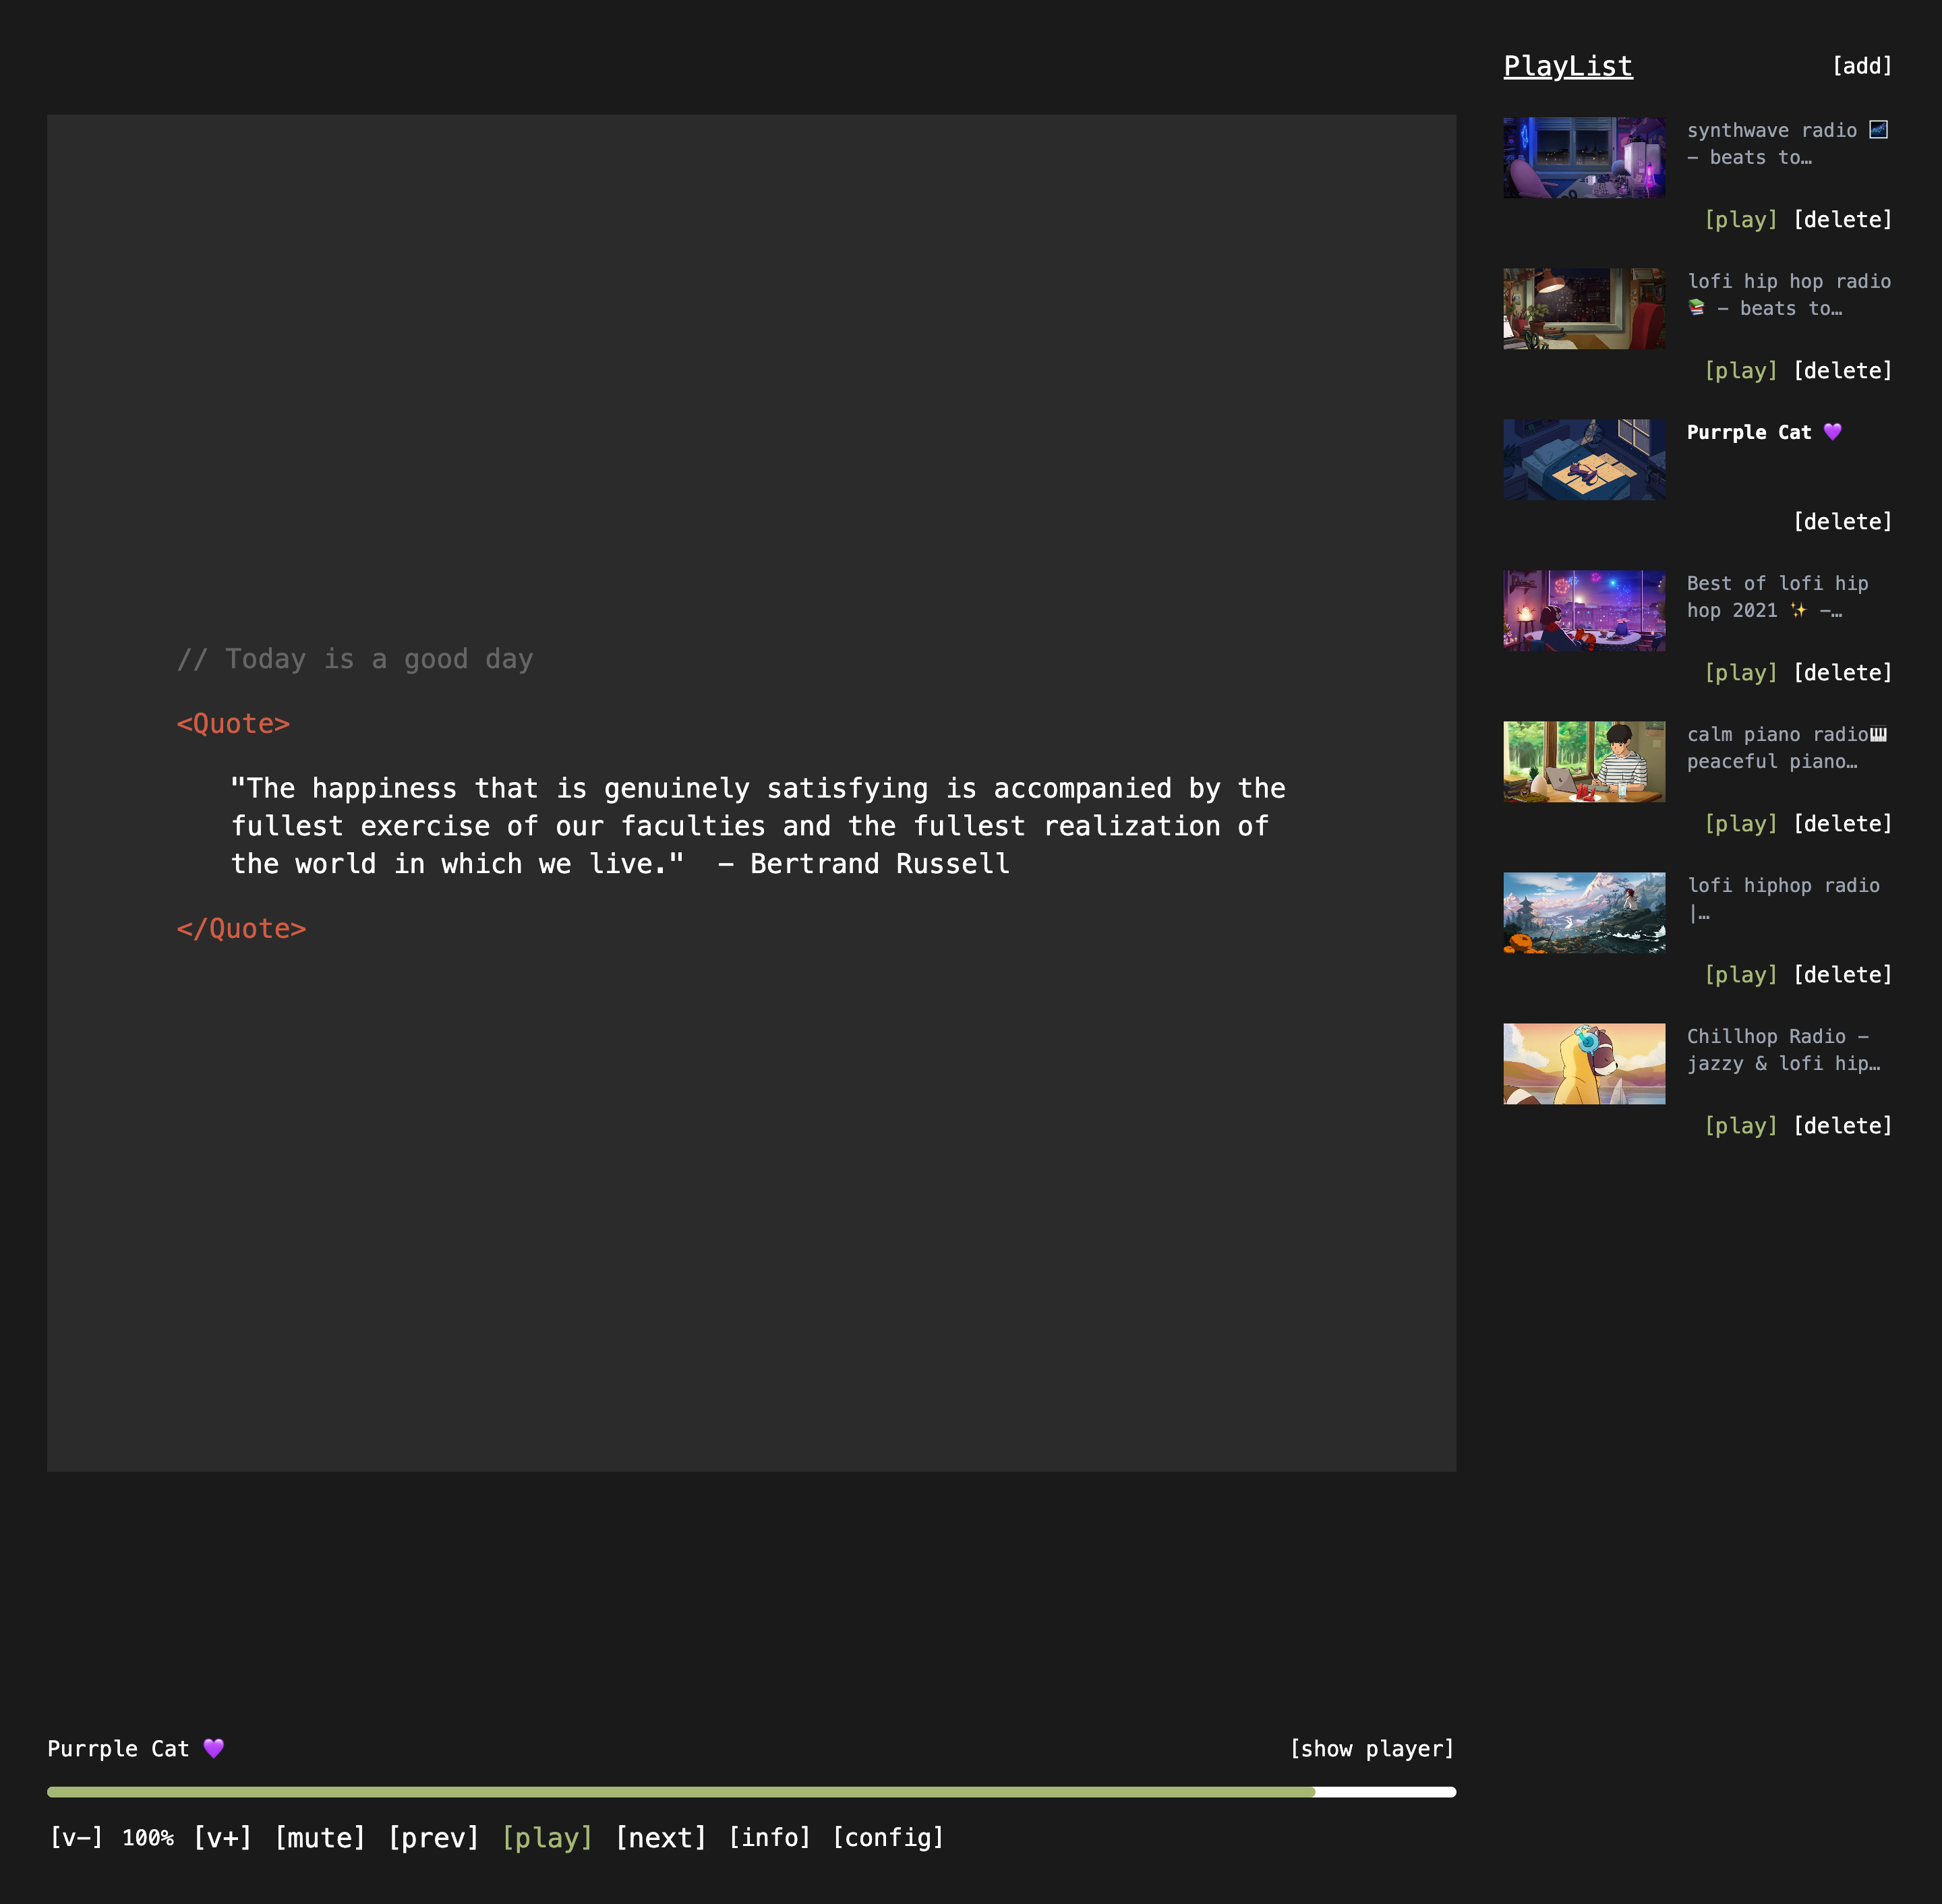 PlayList [add]
synthwave radio 🌌
- beats to…
[play] [delete]
lofi hip hop radio
📚 - beats to…
[play] [delete]
Purrple Cat 💜
[delete]
Best of lofi hip
hop 2021 ✨ -…
[play] [delete]
calm piano radio🎹
peaceful piano…
[play] [delete]
lofi hiphop radio
|…
[play] [delete]
Chillhop Radio -
jazzy & lofi hip…
[play] [delete]
// Today is a good day
<Quote>
"The happiness that is genuinely satisfying is accompanied by the
fullest exercise of our faculties and the fullest realization of
the world in which we live."  - Bertrand Russell
</Quote>
Purrple Cat 💜 [show player]
[v-] 100% [v+] [mute] [prev] [play] [next] [info] [config]